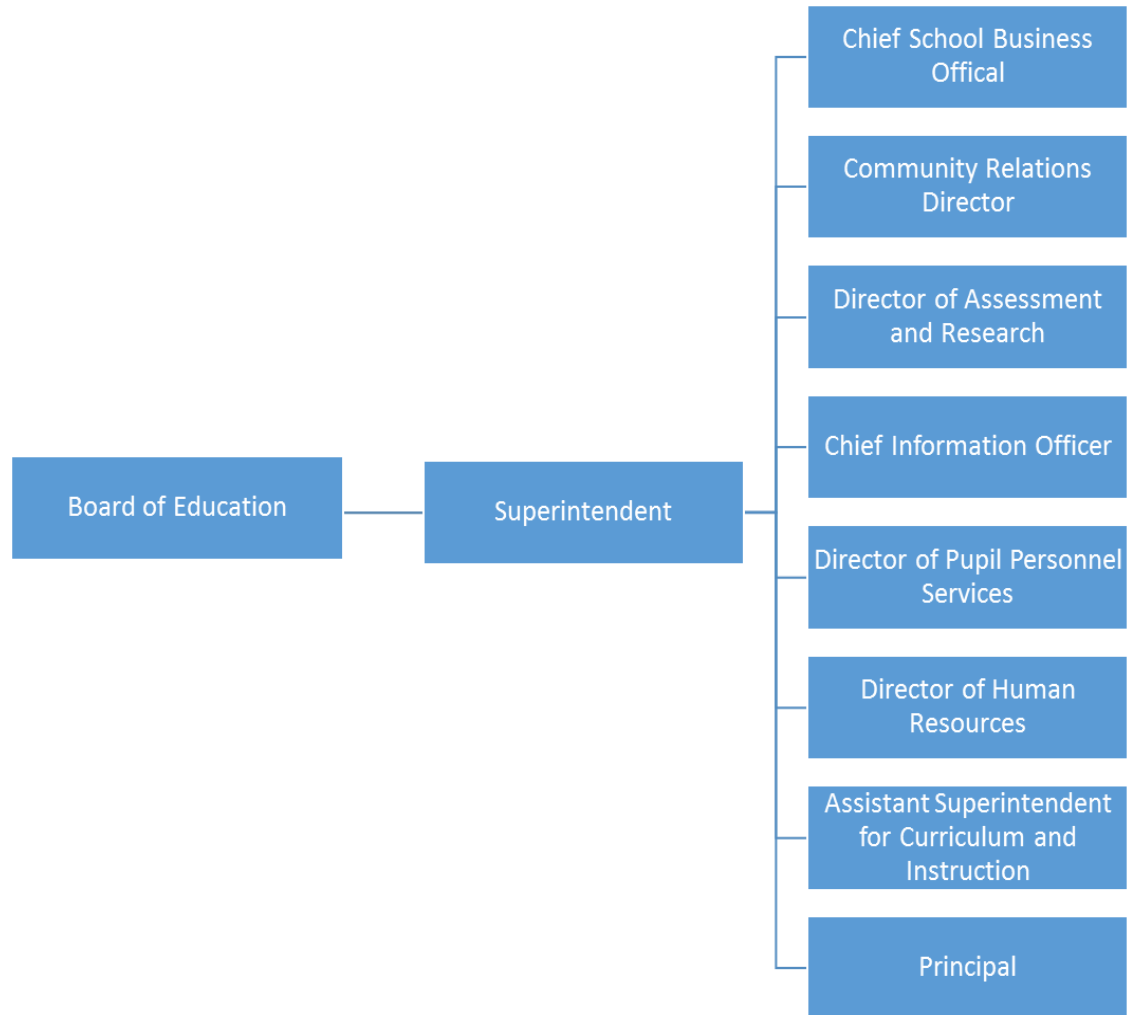 Chief School Business
Offical
Community Relations
Director
Director of Assessment
and Research
Chief Information Officer
Board of Education
Superintendent
Director of Pupil Personnel
Services
Director of Human
Resources
Assistant Superintendent
for Curriculum and
Instruction
Principal